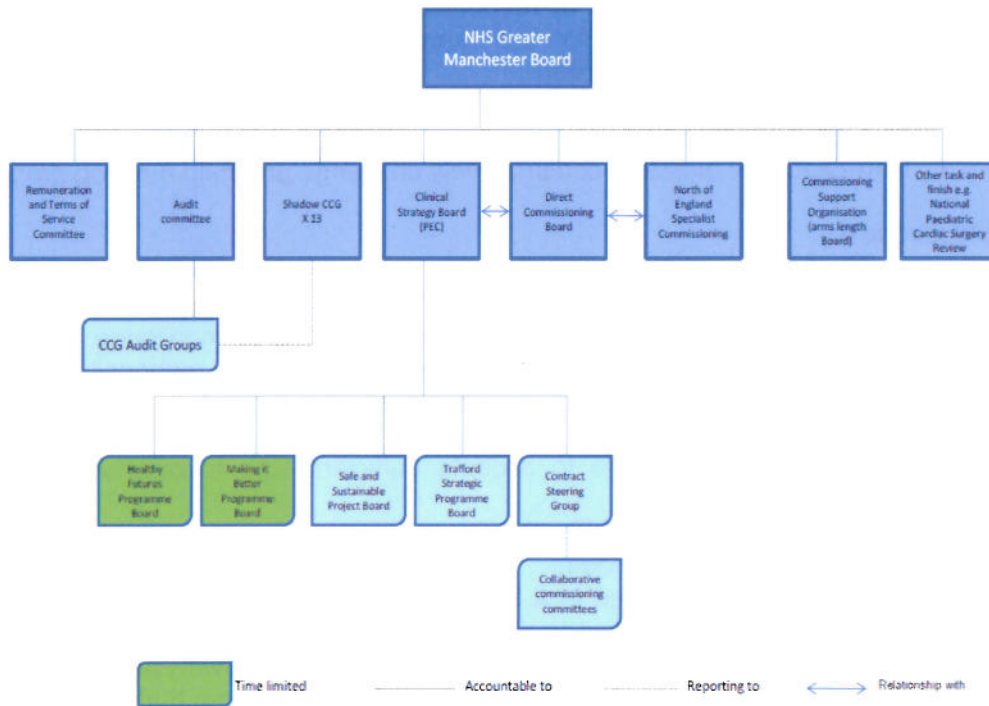 NHS Greater
Manchester Board
Remuneration
and Terms of
Service
Committee
Audit
committee
Shadow CCG
X 13
Clinical
Strategy Board
(PEC)
Direct
Commissioning
Board
North of
England
Specialist
Commissioning
Commissioning
Support
Organisation
(arms length
Board)
Other task and
finish e.g.
National
Paediatric
Cardiac Surgery
Review
CCG Audit Groups
Healthy
Futures
Programme
Board
Making it
Better
Programme
Board
Safe and
Sustainable
Project Board
Trafford
Strategic
Programme
Board
Contract
Steering
Group
Collaborative
commissioning
committees
Time limited
Accountable to
Reporting to
Relationship with